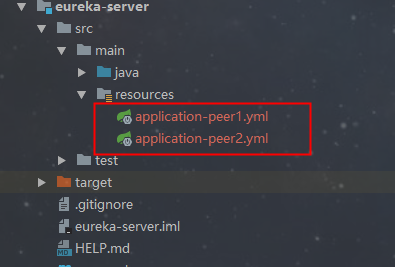 eureka-server
src
main
java
resources
application-peer1.yml
application-peer2.yml
test
target
.gitignore
eureka-server.iml
HELP.md